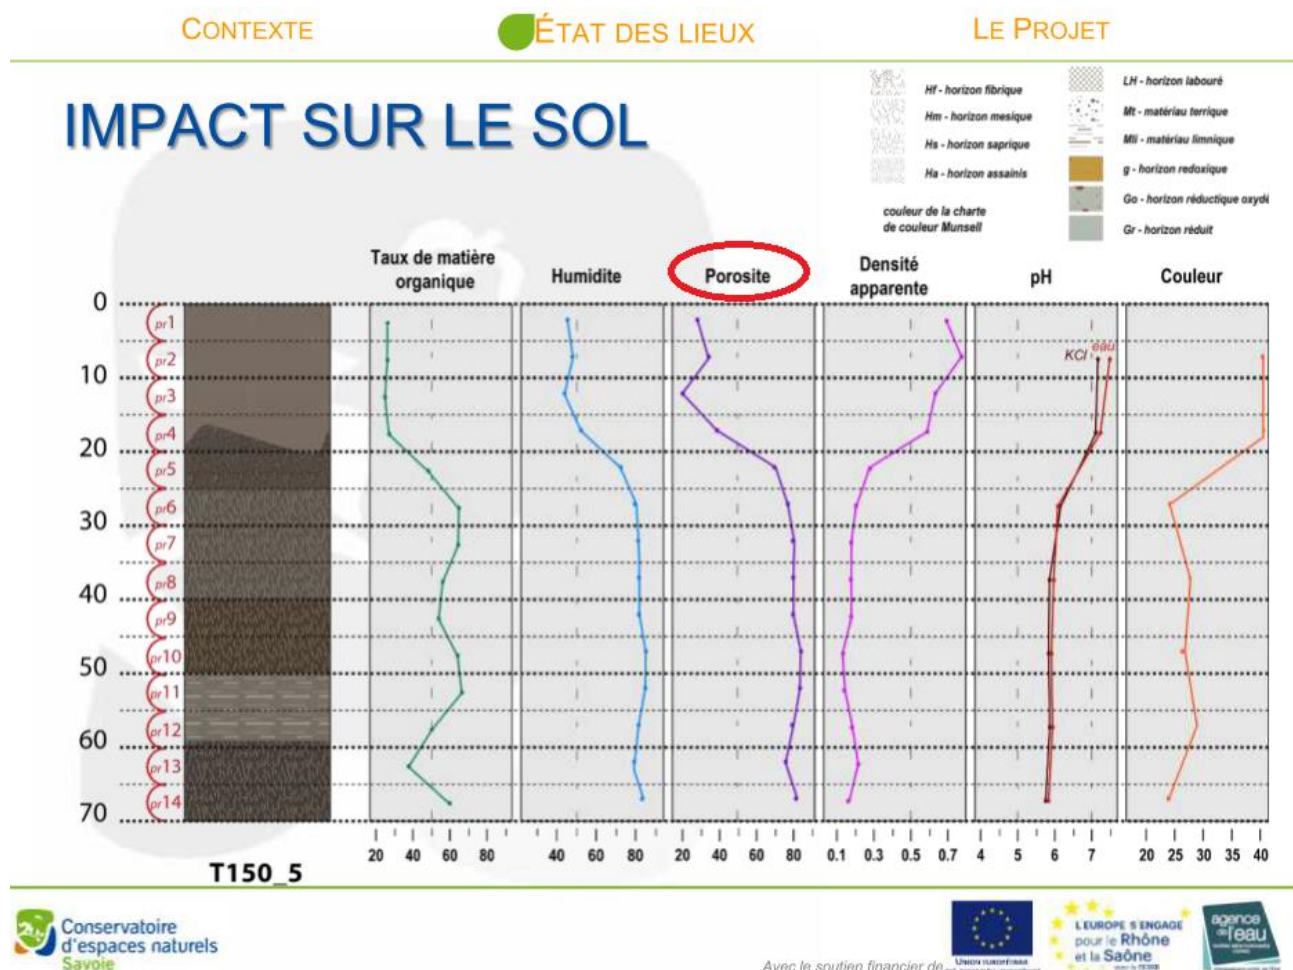 CONTEXTE
ÉTAT DES LIEUX
LE PROJET
IMPACT SUR LE SOL
Hf - horizon fibrique
Hm - horizon mesique
Hs - horizon saprique
Ha - horizon assainis
couleur de la charte
de couleur Munsell
LH - horizon labouré
Mt - matériau terrique
Mli - matériau limnique
g - horizon redoxique
Go - horizon réductique oxydé
Gr - horizon réduit
Taux de matière
organique
Humidite
Porosite
Densité
apparente
pH
Couleur
0
pr1
pr2
10
pr3
pr4
20
pr5
pr6
30
pr7
pr8
40
pr9
pr10
50
pr11
pr12
60
pr13
pr14
70
KCl
eau
20 40 60 80
40 60 80
20 40 60 80
0.1 0.3 0.5 0.7
4 5 6 7
20 25 30 35 40
T150_5
Conservatoire
d'espaces naturels
Savoie
Avec le soutien financier de
UNION EUROPÉENNE
L'EUROPE S'ENGAGE
pour le Rhône
et la Saône
agence
de l'eau